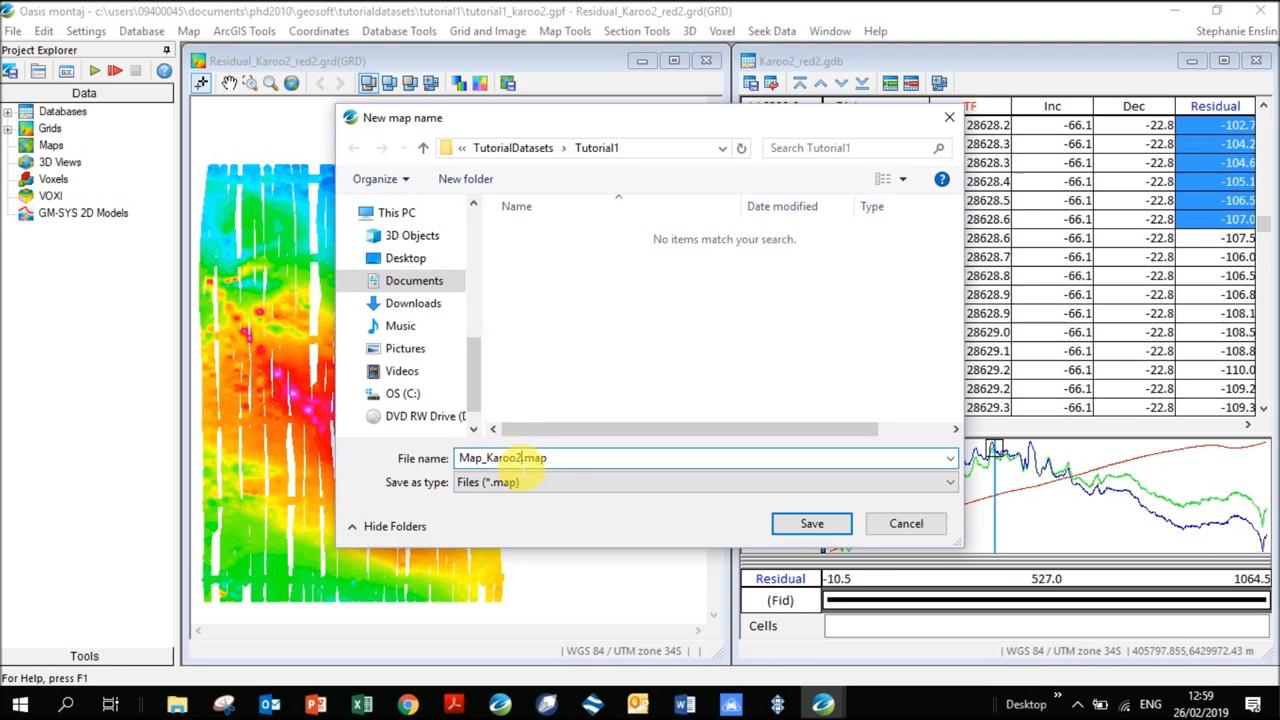 Oasis montaj - c:\users\09400045\documents\phd2010\geosoft\tutorialdatasets\tutorial1\tutorial1_karoo2.gpf - Residual_Karoo2_red2.grd(GRD)
File Edit Settings Database Map ArcGIS Tools Coordinates Database Tools Grid and Image Map Tools Section Tools 3D Voxel Seek Data Window Help Stephanie Enslin
Project Explorer
Data
Databases
Grids
Maps
3D Views
Voxels
VOXI
GM-SYS 2D Models
Tools
Residual_Karoo2_red2.grd(GRD)
WGS 84 / UTM zone 34S
New map name
TutorialDatasets Tutorial1 Search Tutorial1
Organize New folder
Name Date modified Type
No items match your search.
This PC
3D Objects
Desktop
Documents
Downloads
Music
Pictures
Videos
OS (C:)
DVD RW Drive (D
File name: Map_Karoo2.map
Save as type: Files (*.map)
Hide Folders Save Cancel
Karoo2_red2.gdb
TF Inc Dec Residual
28628.2 -66.1 -22.8 -102.7
28628.3 -66.1 -22.8 -104.2
28628.3 -66.1 -22.8 -104.6
28628.4 -66.1 -22.8 -105.1
28628.5 -66.1 -22.8 -106.5
28628.6 -66.1 -22.8 -107.0
28628.6 -66.1 -22.8 -107.5
28628.7 -66.1 -22.8 -106.0
28628.8 -66.1 -22.8 -106.5
28628.9 -66.1 -22.8 -106.8
28628.9 -66.1 -22.8 -108.1
28629.0 -66.1 -22.8 -108.5
28629.1 -66.1 -22.8 -108.8
28629.2 -66.1 -22.8 -110.0
28629.2 -66.1 -22.8 -109.2
28629.3 -66.1 -22.8 -109.3
Residual -10.5 527.0 1064.5
(Fid)
Cells
WGS 84 / UTM zone 34S 405797.855,6429972.43 m
For Help, press F1
Desktop ENG 12:59
26/02/2019